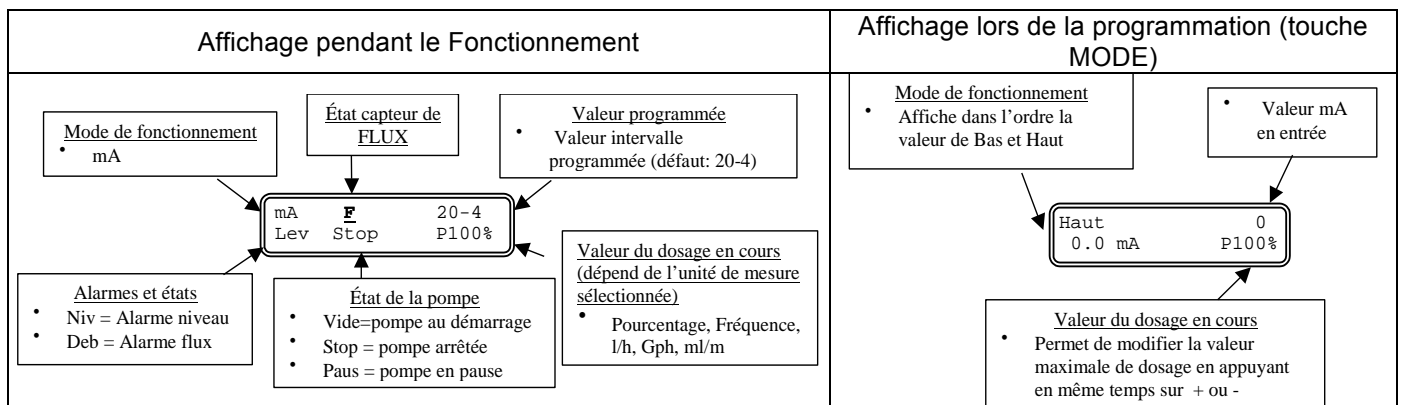 Affichage pendant le Fonctionnement
Affichage lors de la programmation (touche
MODE)
Mode de fonctionnement
• mA
État capteur de
FLUX
Valeur programmée
• Valeur intervalle
programmée (défaut: 20-4)
mA F 20-4
Lev Stop P100%
Alarmes et états
• Niv = Alarme niveau
• Deb = Alarme flux
État de la pompe
• Vide=pompe au démarrage
• Stop = pompe arrêtée
• Paus = pompe en pause
Valeur du dosage en cours
(dépend de l’unité de mesure
sélectionnée)
• Pourcentage, Fréquence,
l/h, Gph, ml/m
Mode de fonctionnement
• Affiche dans l’ordre la
valeur de Bas et Haut
• Valeur mA
en entrée
Haut 0
0.0 mA P100%
Valeur du dosage en cours
• Permet de modifier la valeur
maximale de dosage en appuyant
en même temps sur + ou -